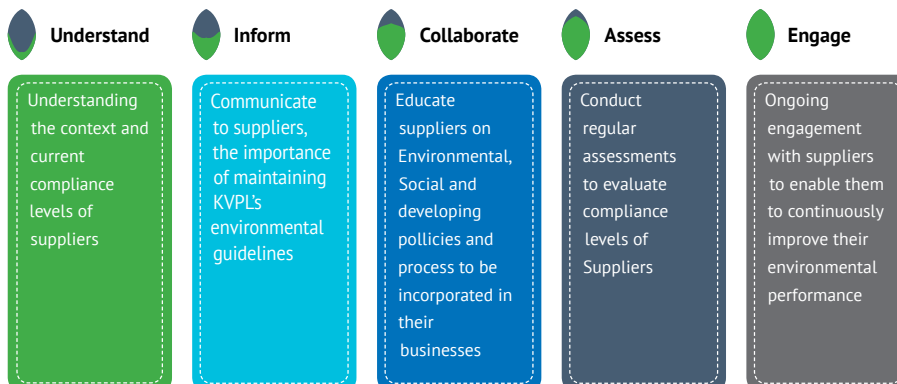 Understand
Understanding
the context and
current
compliance
levels of
suppliers
Inform
Communicate
to suppliers,
the importance
of maintaining
KVPL's
environmental
guidelines
Collaborate
Educate
suppliers on
Environmental,
Social and
developing
pollicies and
process to be
incorporated in
their
businesses
Assess
Conduct
regular
assessments
to evaluate
compliance
levels of
Suppliers
Engage
Ongoing
engagement
with suppliers
to enable them
to continuously
improve their
environmental
performance